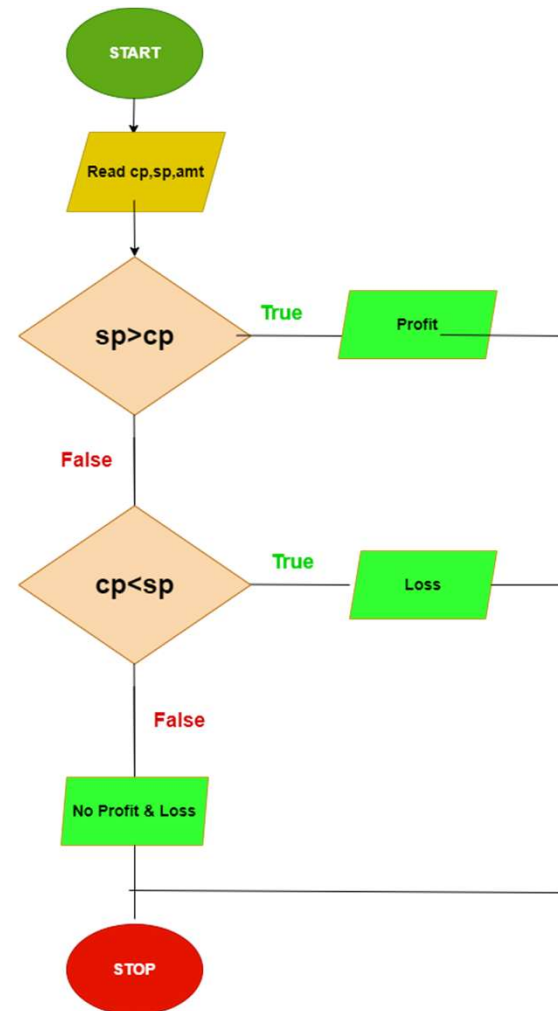 START
Read cp,sp,amt
sp>cp
True
Profit
False
cp<sp
True
Loss
False
No Profit & Loss
STOP